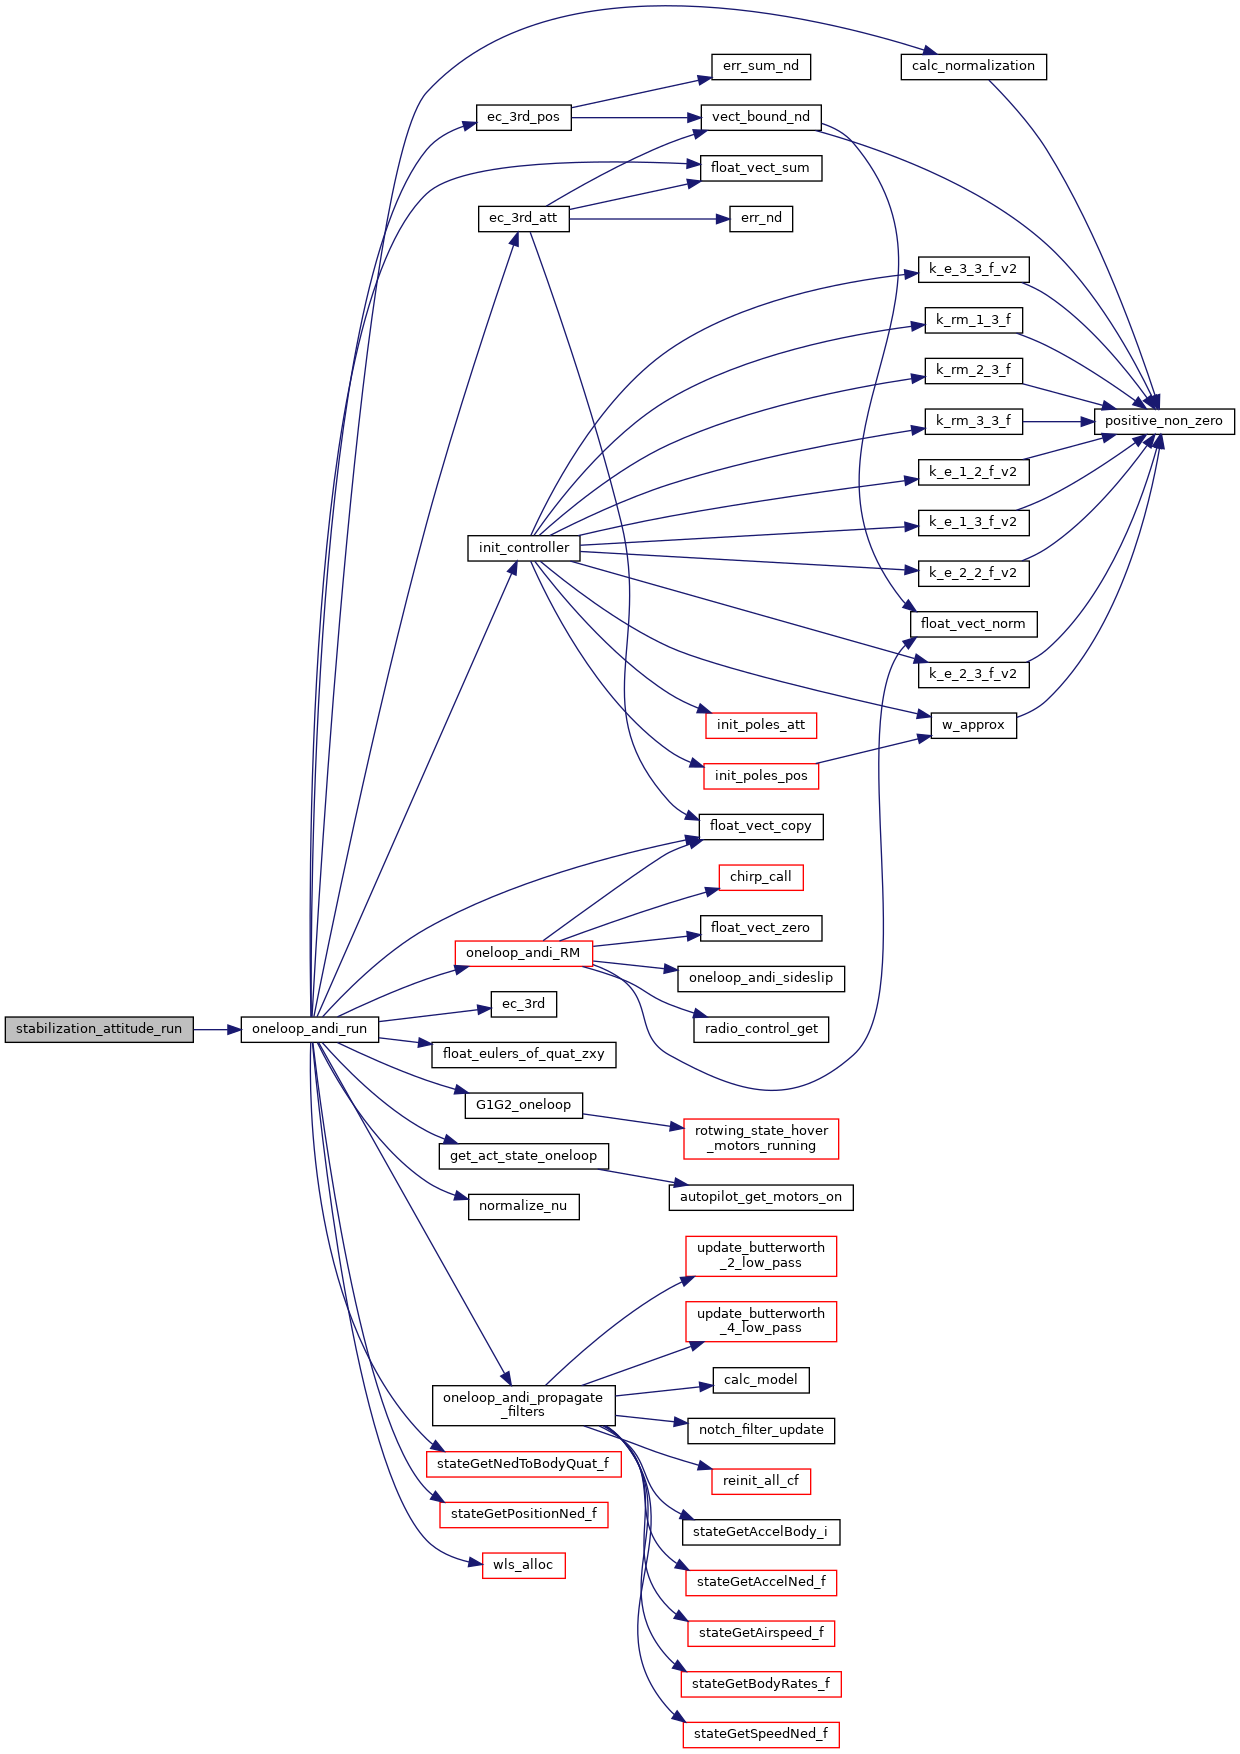 err_sum_nd
calc_normalization
ec_3rd_pos
vect_bound_nd
float_vect_sum
ec_3rd_att
err_nd
k_e_3_3_f_v2
k_rm_1_3_f
k_rm_2_3_f
k_rm_3_3_f
positive_non_zero
k_e_1_2_f_v2
k_e_1_3_f_v2
init_controller
k_e_2_2_f_v2
float_vect_norm
k_e_2_3_f_v2
init_poles_att
w_approx
init_poles_pos
float_vect_copy
chirp_call
float_vect_zero
oneloop_andi_RM
oneloop_andi_sideslip
ec_3rd
stabilization_attitude_run
oneloop_andi_run
radio_control_get
float_eulers_of_quat_zxy
G1G2_oneloop
rotwing_state_hover
_motors_running
get_act_state_oneloop
autopilot_get_motors_on
normalize_nu
update_butterworth
_2_low_pass
update_butterworth
_4_low_pass
calc_model
oneloop_andi_propagate
_filters
notch_filter_update
stateGetNedToBodyQuat_f
reinit_all_cf
stateGetPositionNed_f
stateGetAccelBody_i
wls_alloc
stateGetAccelNed_f
stateGetAirspeed_f
stateGetBodyRates_f
stateGetSpeedNed_f